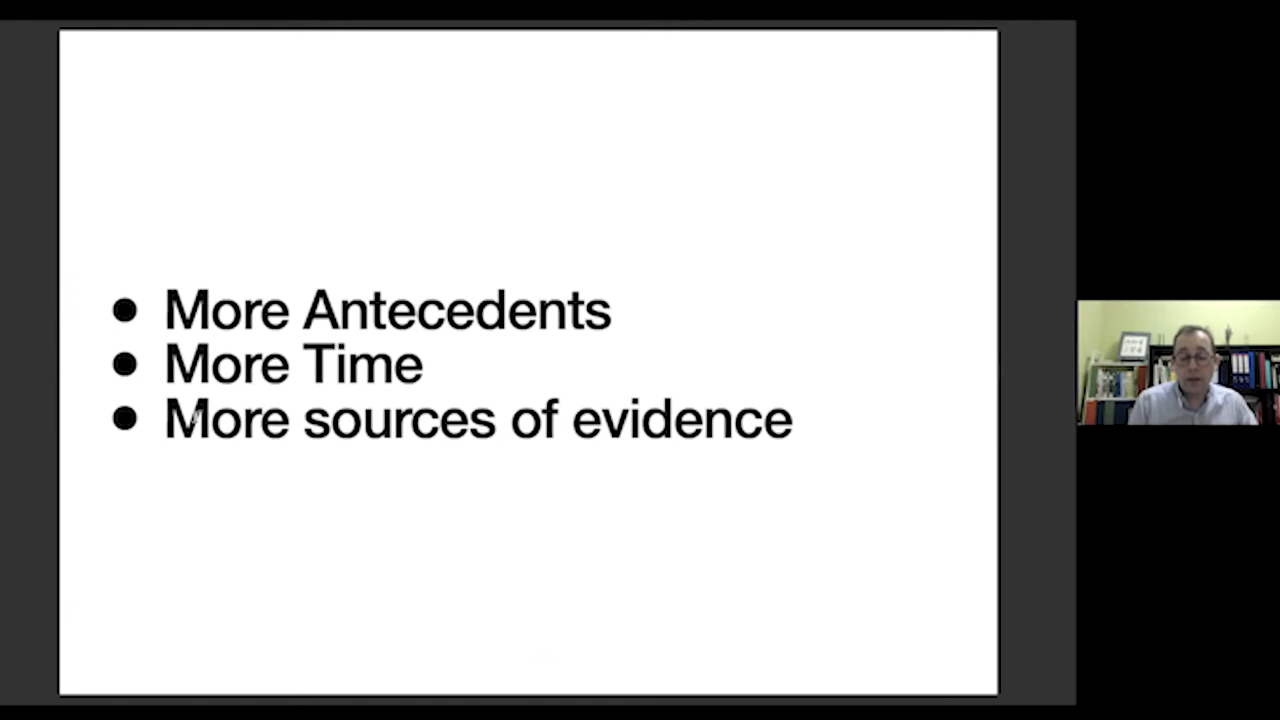 • More Antecedents
• More Time
• More sources of evidence